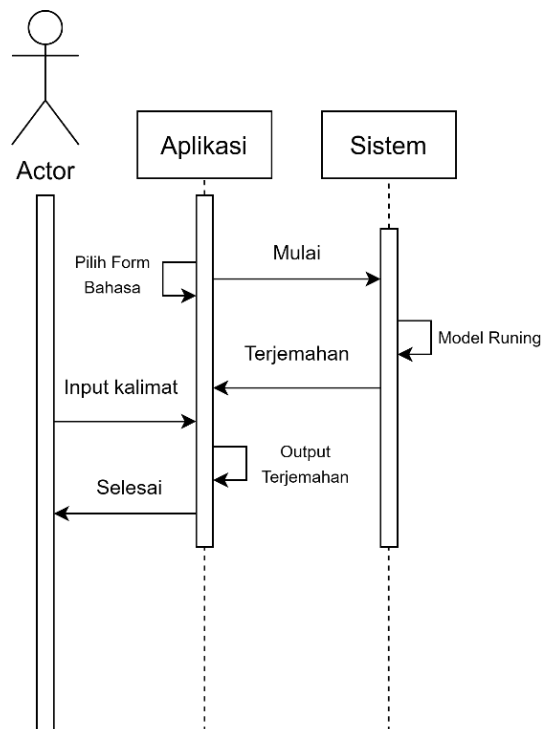 Actor
Aplikasi
Sistem
Pilih Form
Bahasa
Mulai
Model Runing
Terjemahan
Input kalimat
Output
Terjemahan
Selesai